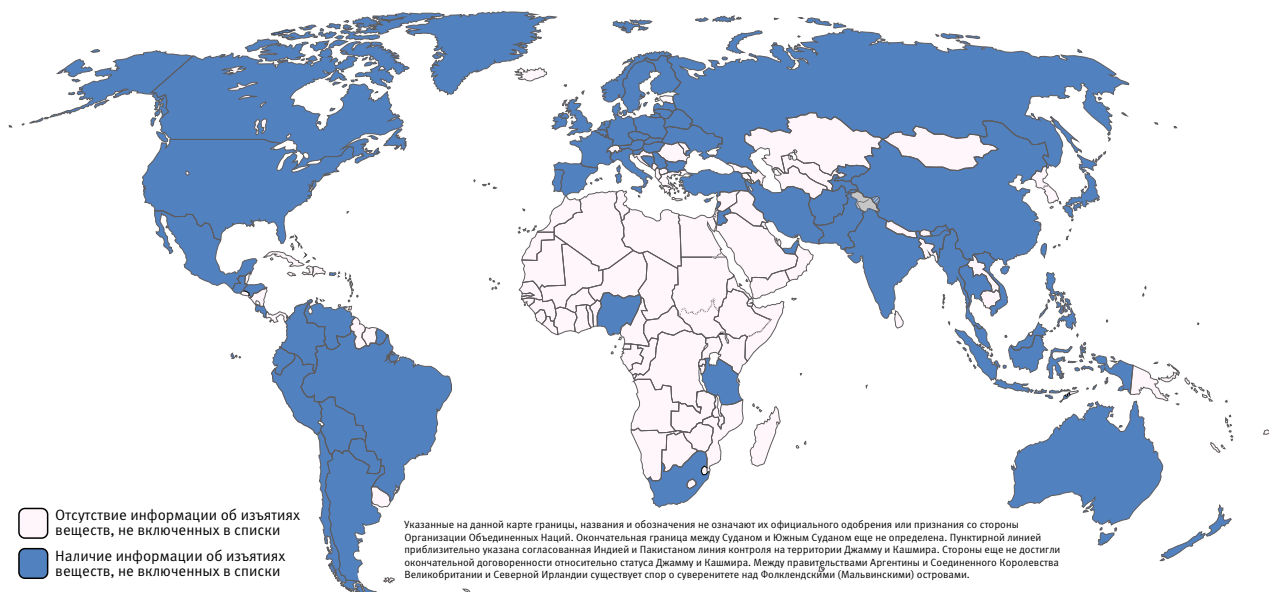 Отсутствие информации об изъятиях
веществ, не включенных в списки
Наличие информации об изъятиях
веществ, не включенных в списки
Указанные на данной карте границы, названия и обозначения не означают их официального одобрения или признания со стороны
Организации Объединенных Наций. Окончательная граница между Суданом и Южным Суданом еще не определена. Пунктирной линией
приблизительно указана согласованная Индией и Пакистаном линия контроля на территории Джамму и Кашмира. Стороны еще не достигли
окончательной договоренности относительно статуса Джамму и Кашмира. Между правительствами Аргентины и Соединенного Королевства
Великобритании и Северной Ирландии существует спор о суверенитете над Фолклендскими (Мальвинскими) островами.